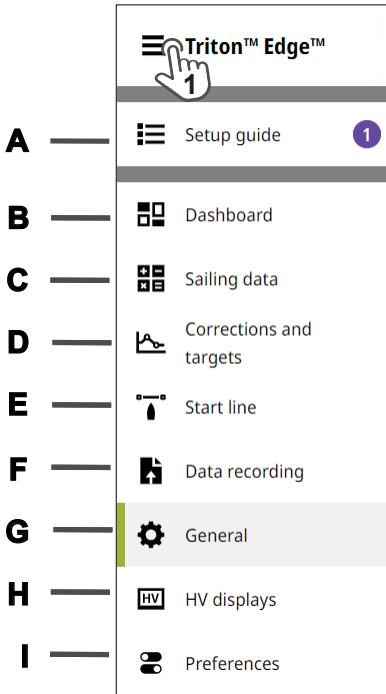 Triton™ Edge™
1
A Setup guide 1
B Dashboard
C Sailing data
D Corrections and
targets
E Start line
F Data recording
G General
H HV HV displays
I Preferences